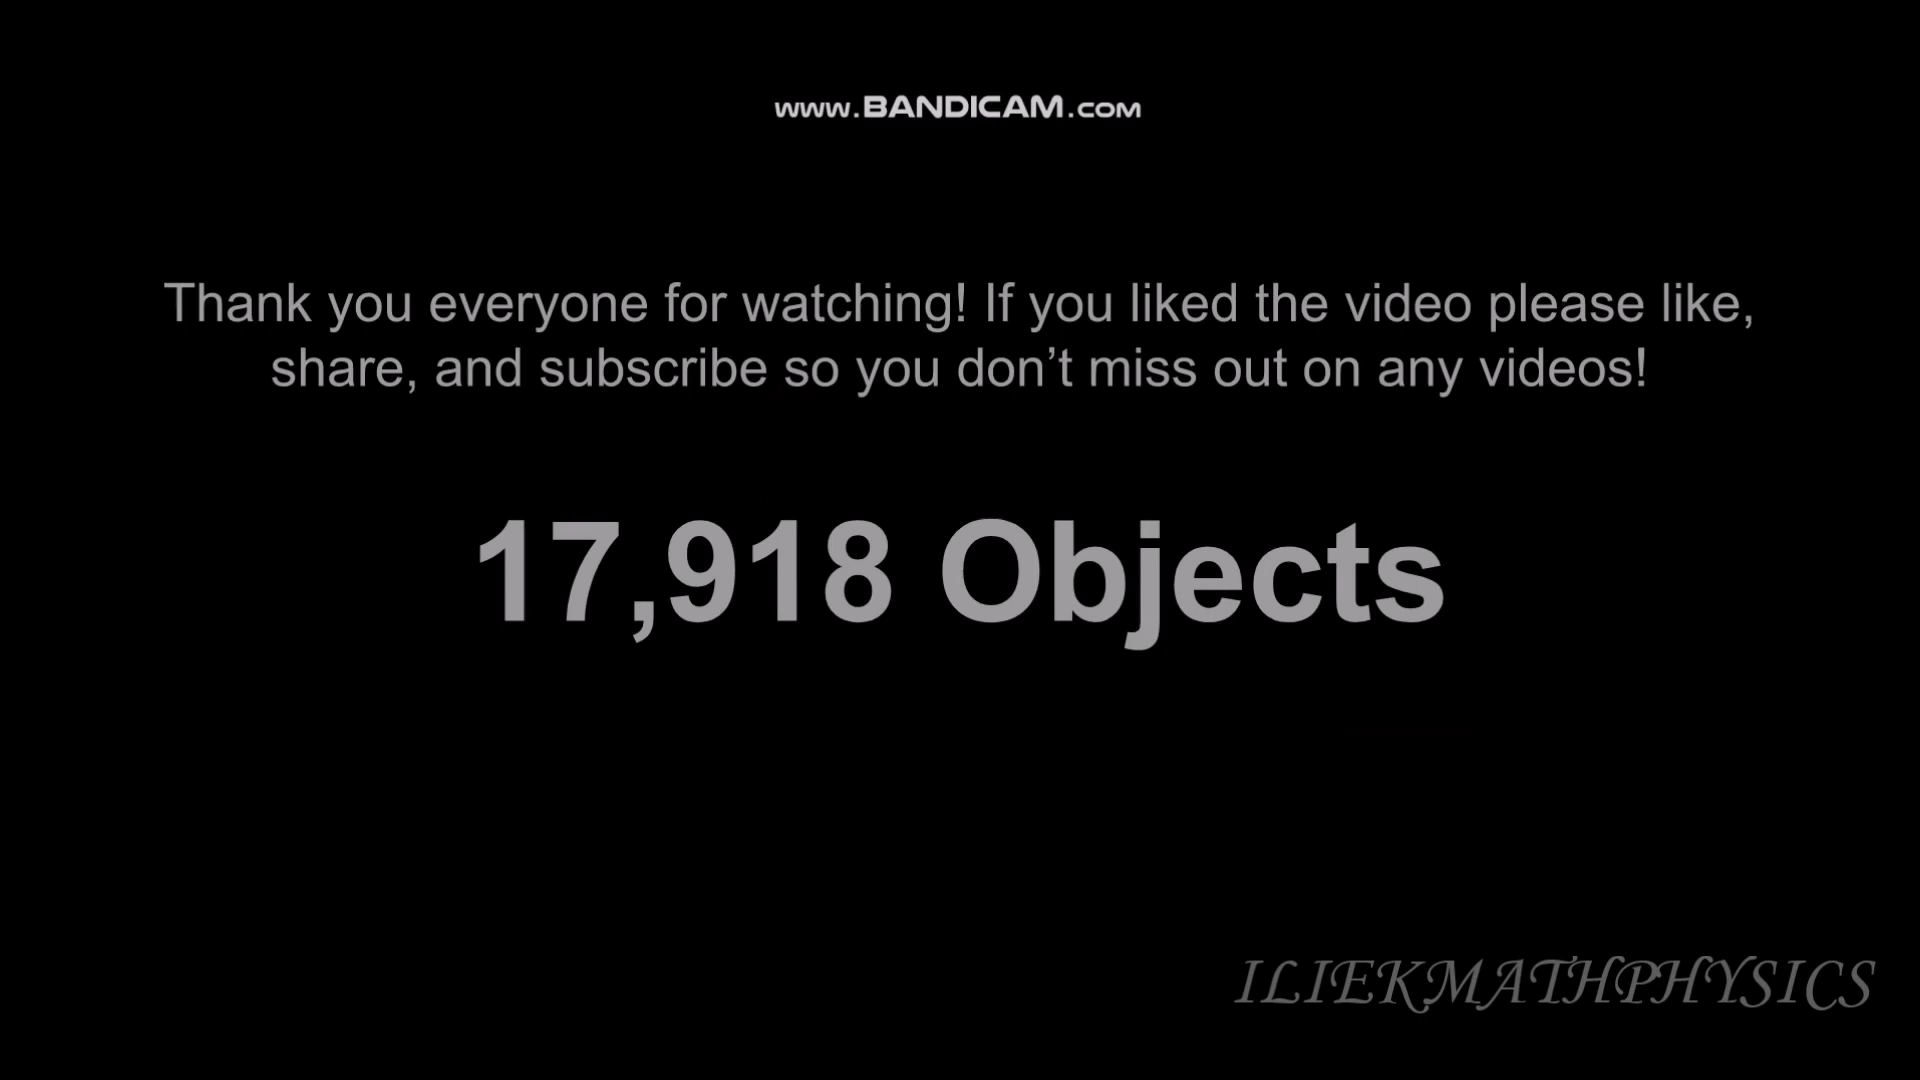 www.BANDICAM.com
Thank you everyone for watching! If you liked the video please like,
share, and subscribe so you don’t miss out on any videos!
17,918 Objects
ILIEKMATHPHYSICS